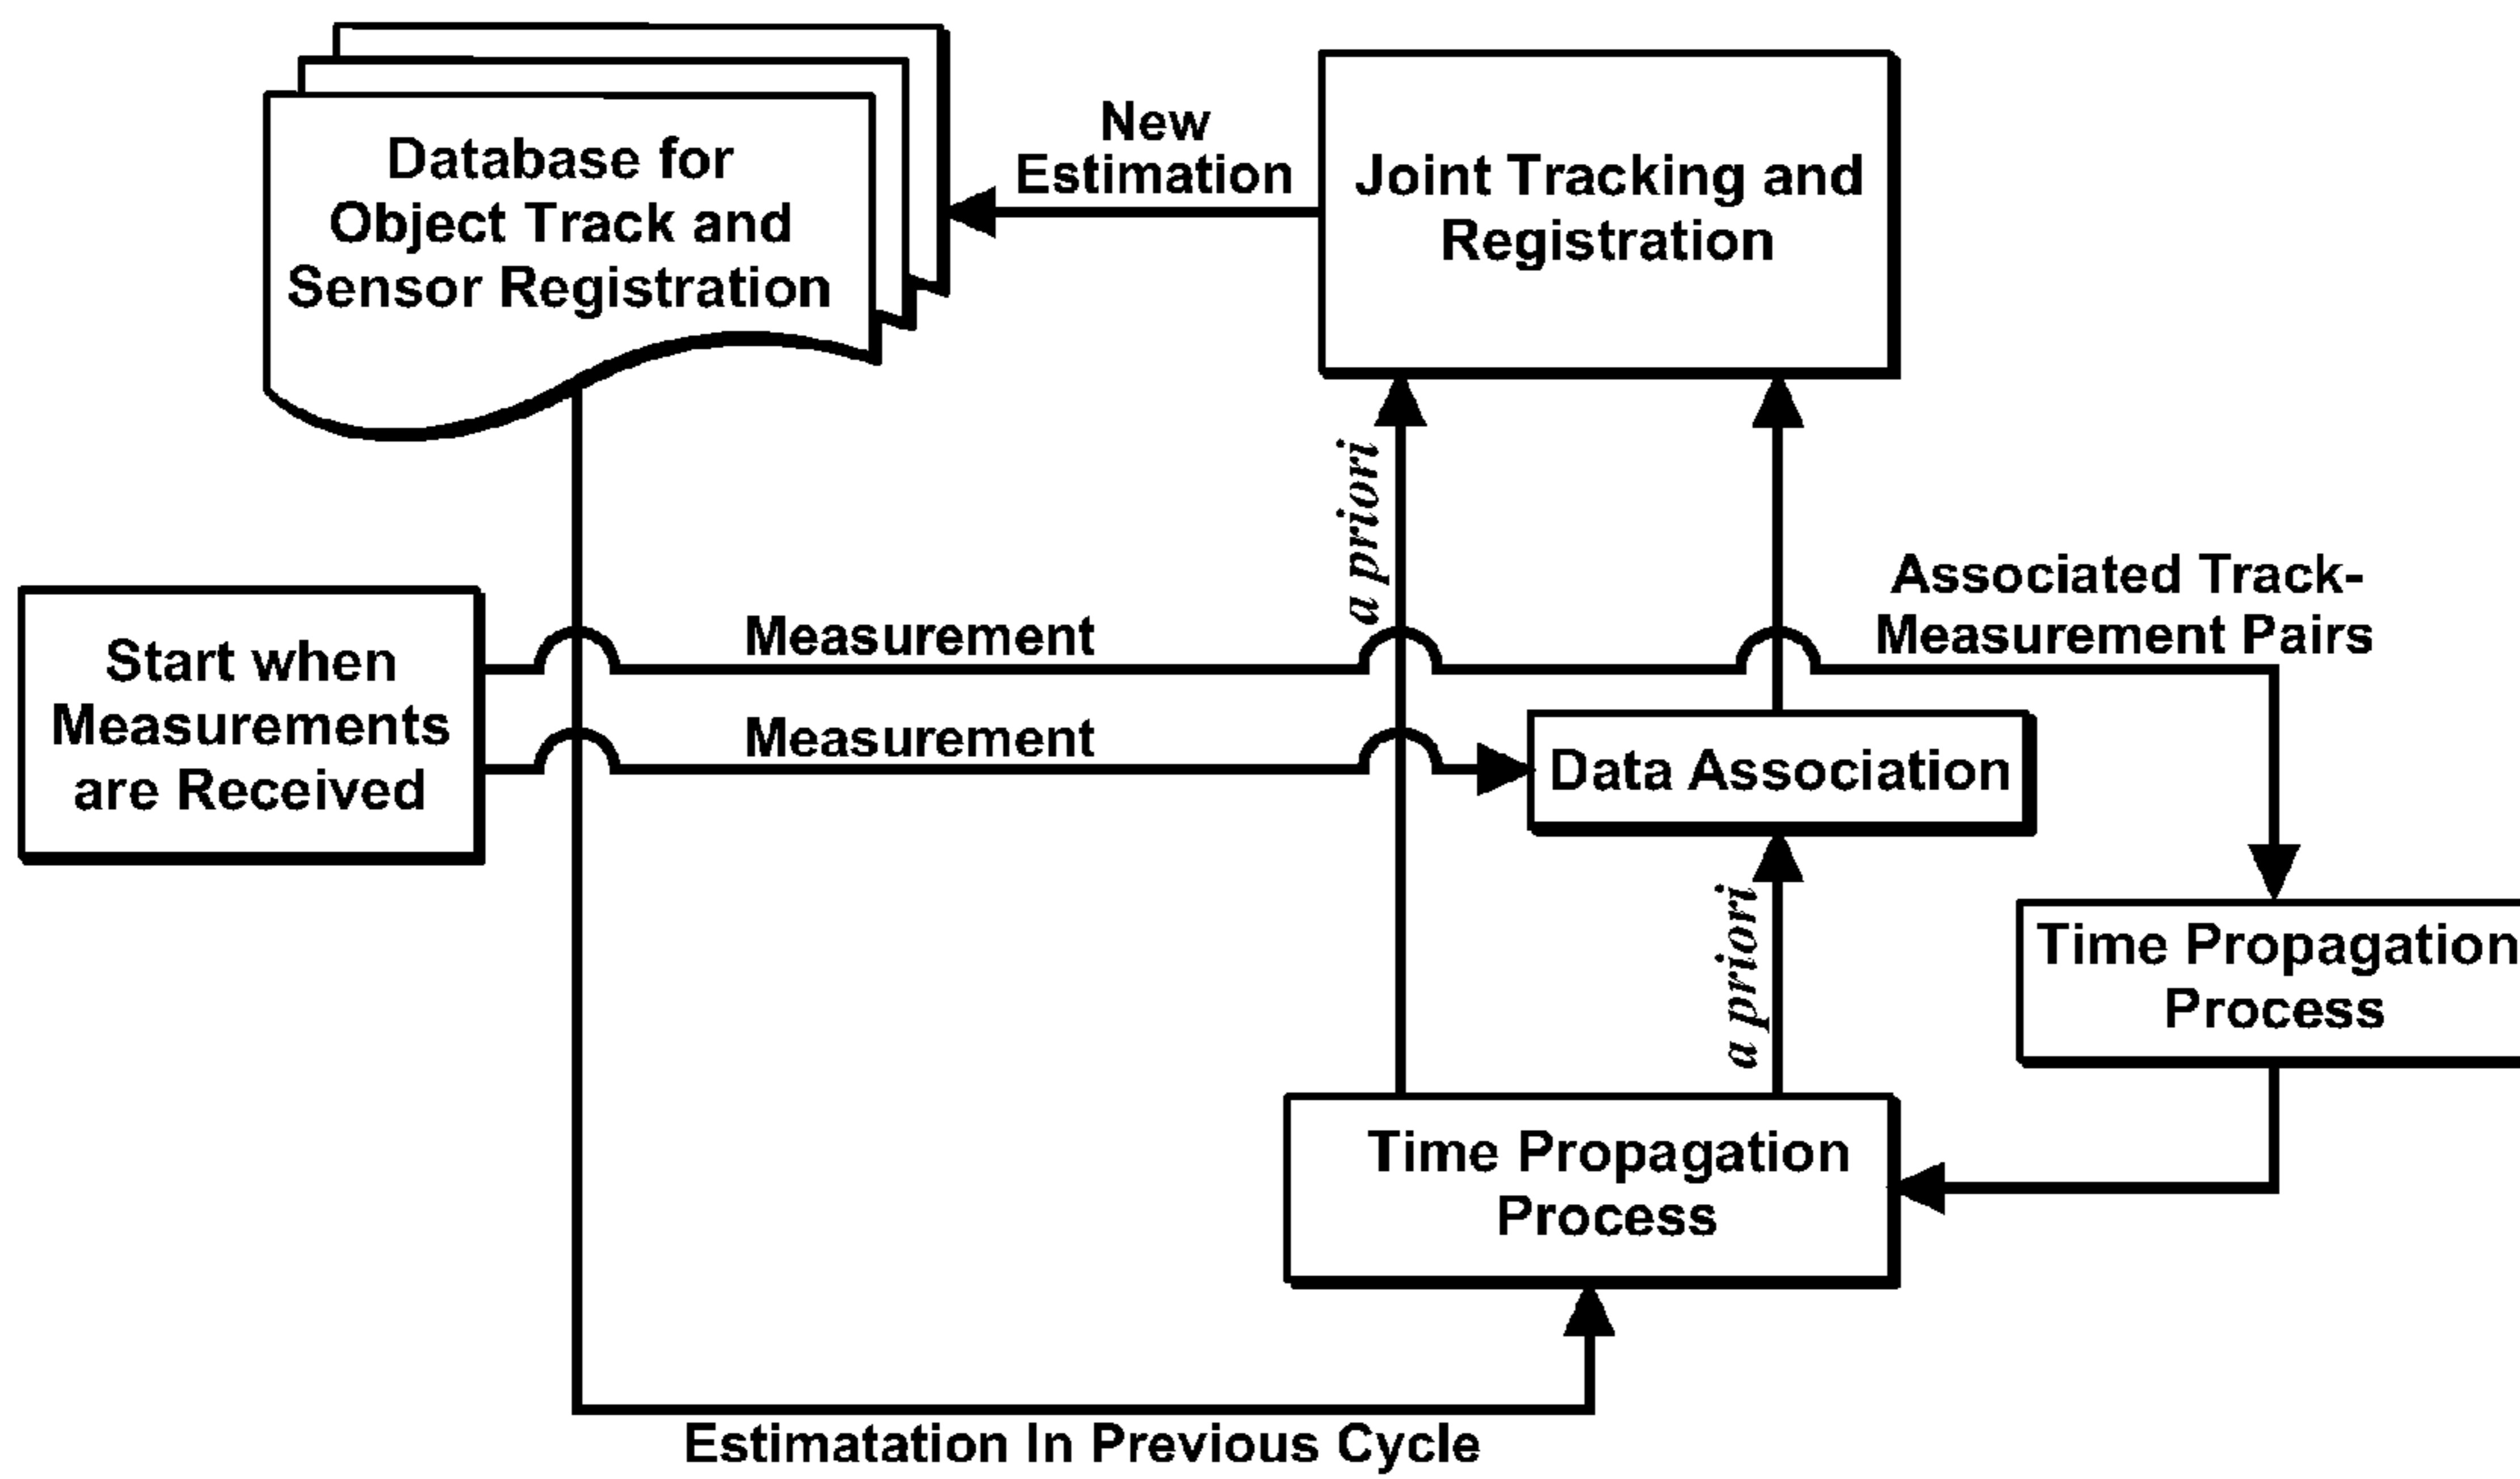 Database for
Object Track and
Sensor Registration
New
Estimation
Joint Tracking and
Registration
a priori
Start when
Measurements
are Received
Measurement
Measurement
Associated Track-
Measurement Pairs
Data Association
a priori
Time Propagation
Process
Time Propagation
Process
Estimatation In Previous Cycle